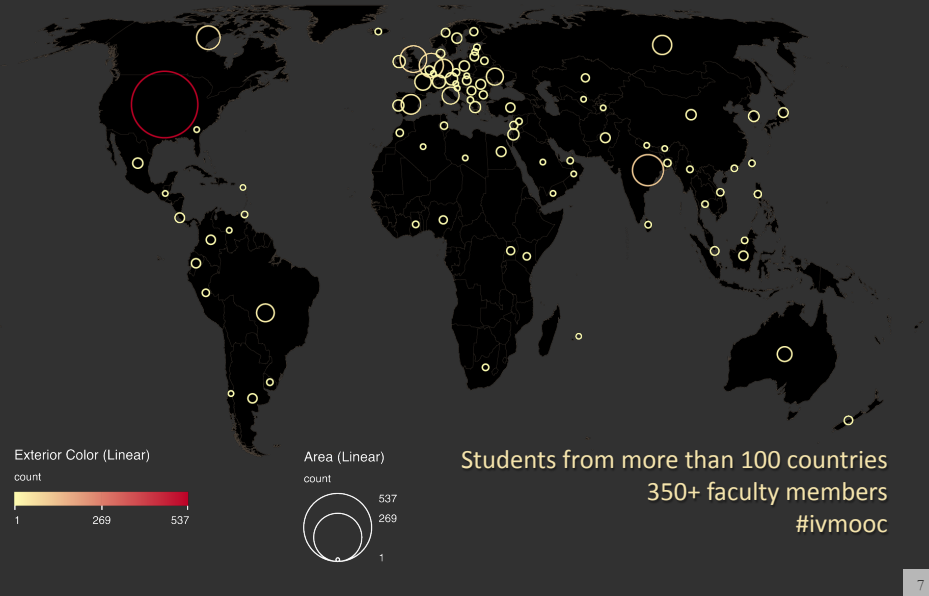 Exterior Color (Linear)
count
1 269 537
Area (Linear)
count
537
269
1
Students from more than 100 countries
350+ faculty members
#ivmooc
7